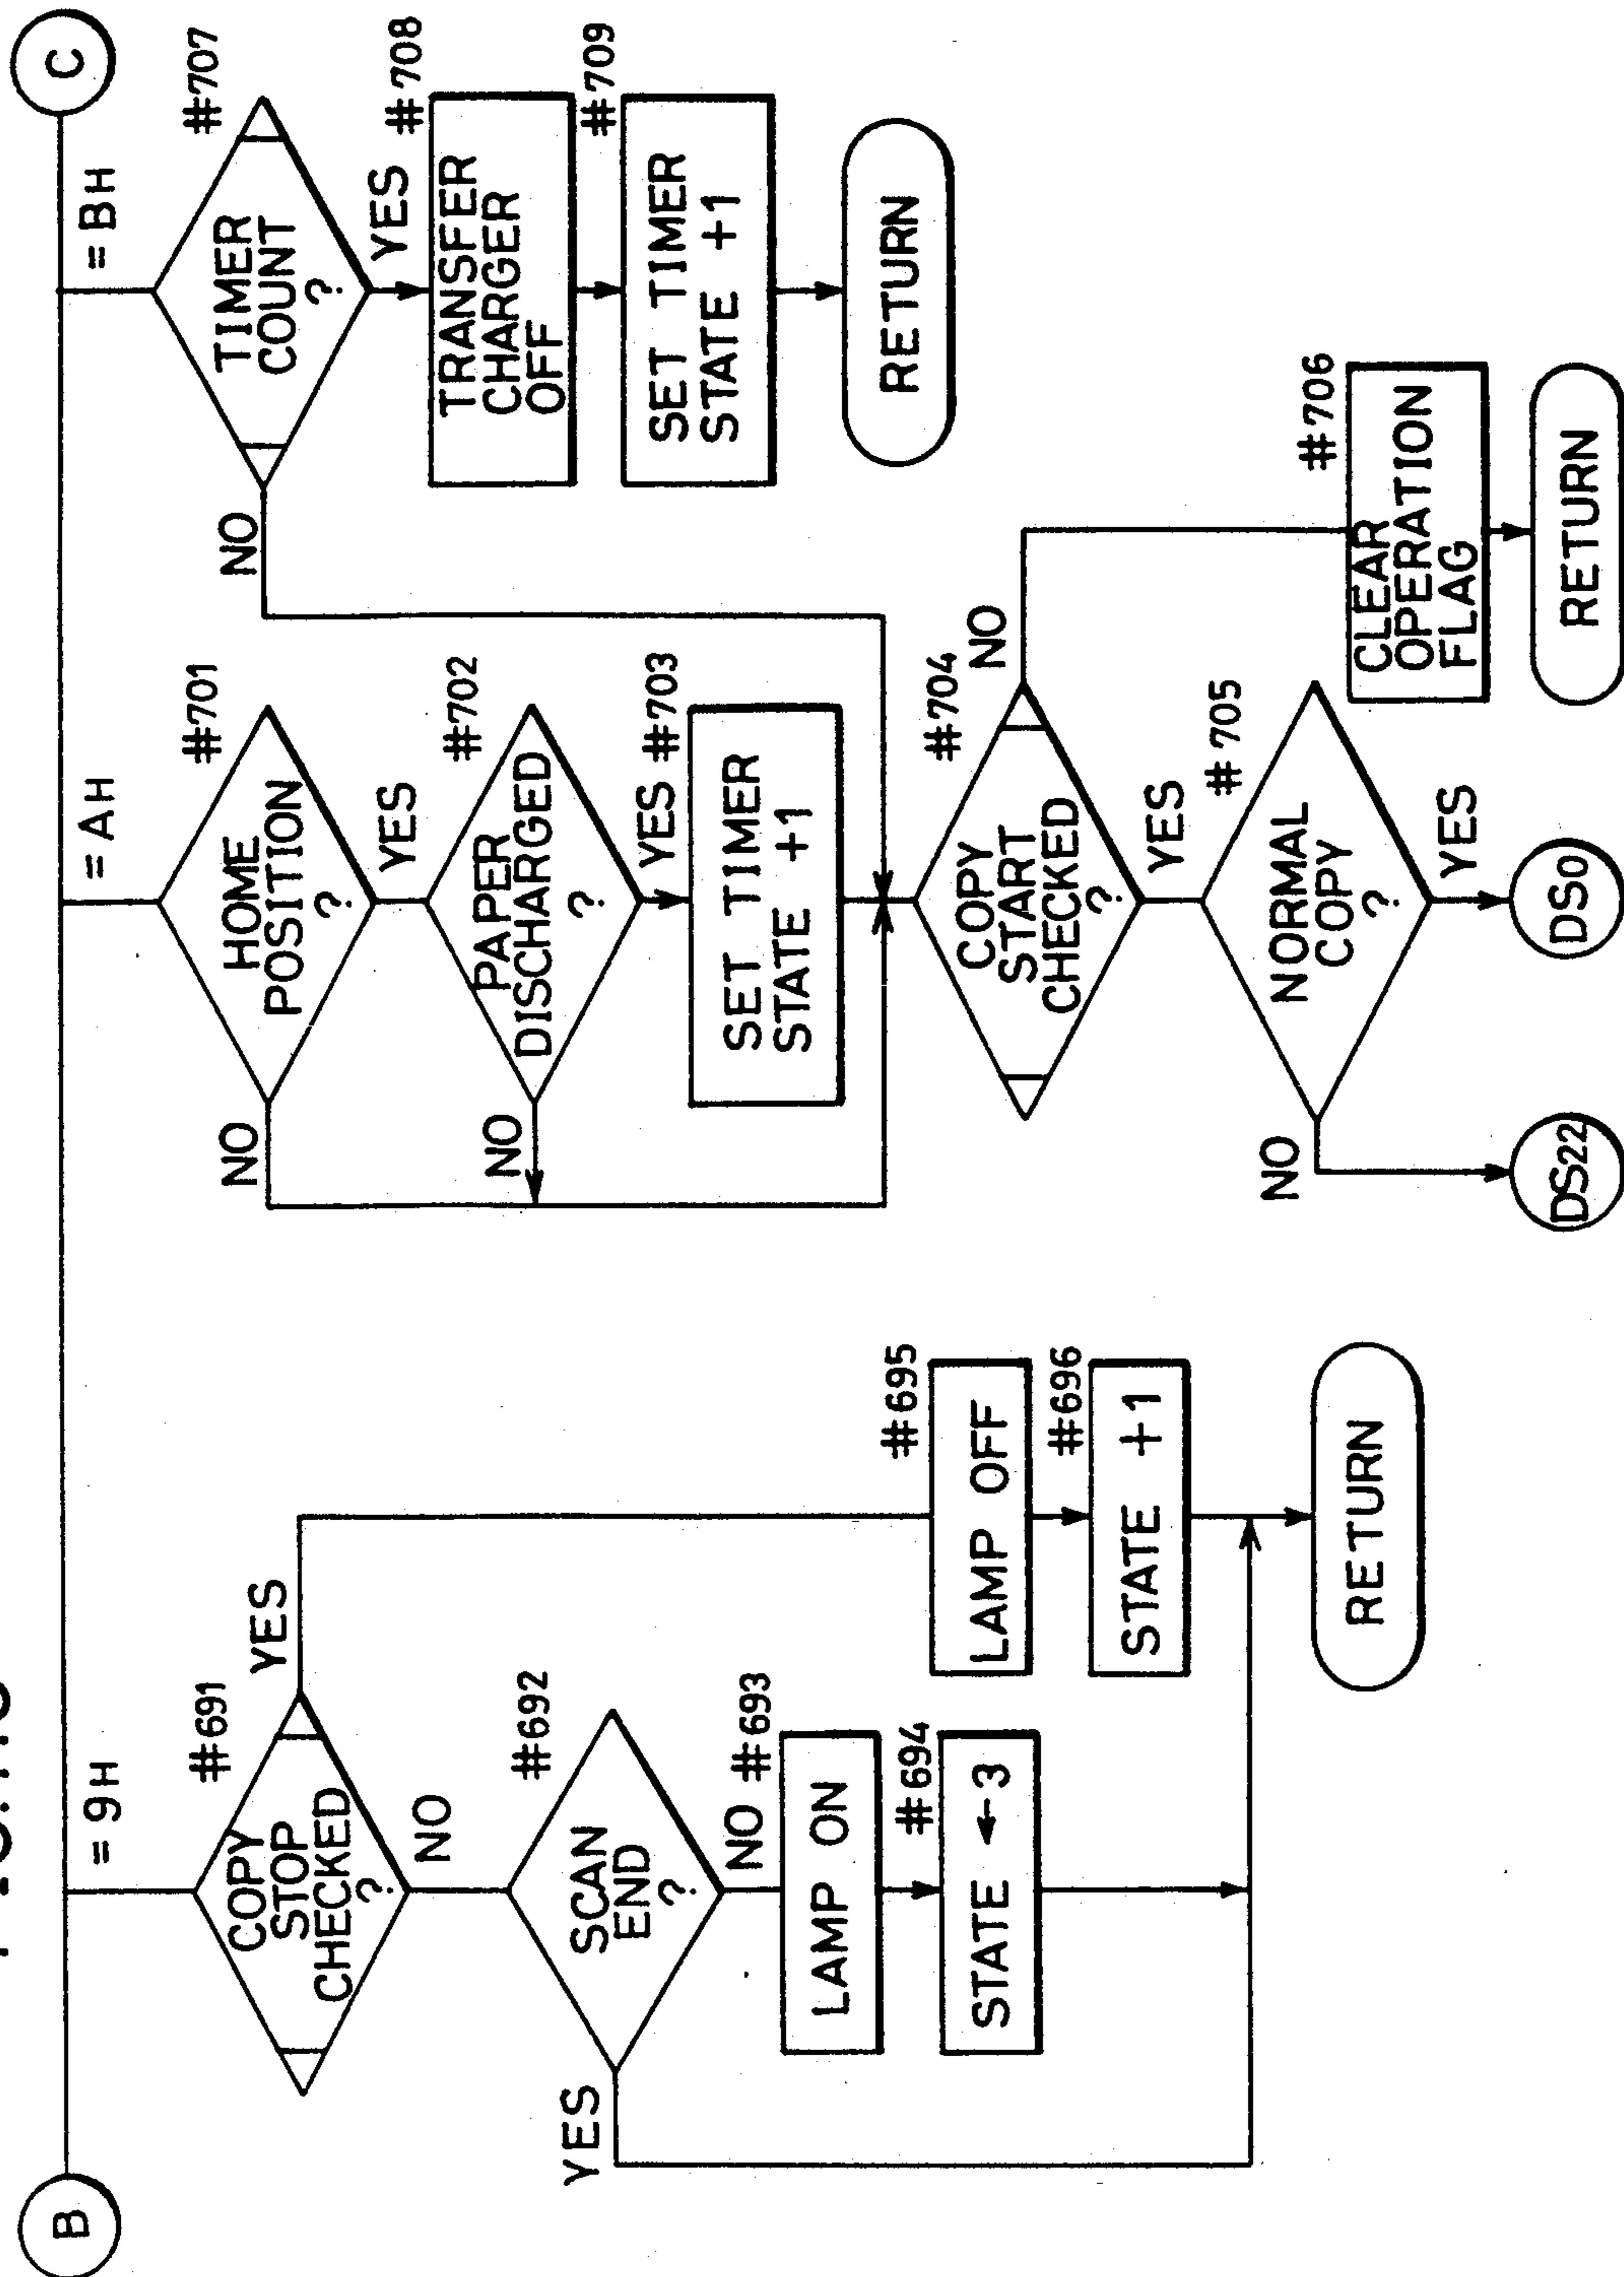 B
C
= 9H
#691
COPY
STOP
CHECKED
?
YES
NO
#692
SCAN
END
?
YES
NO
#693
LAMP ON
#694
STATE ← 3
#695
LAMP OFF
#696
STATE +1
RETURN
= AH
#701
HOME
POSITION
?
NO
YES
#702
PAPER
DISCHARGED
?
NO
YES
#703
SET TIMER
STATE +1
#704
COPY
START
CHECKED
?
NO
YES
#705
NORMAL
COPY
?
NO
YES
DS22
DS0
#706
CLEAR
OPERATION
FLAG
RETURN
= BH
#707
TIMER
COUNT
?
NO
YES
#708
TRANSFER
CHARGER
OFF
#709
SET TIMER
STATE +1
RETURN